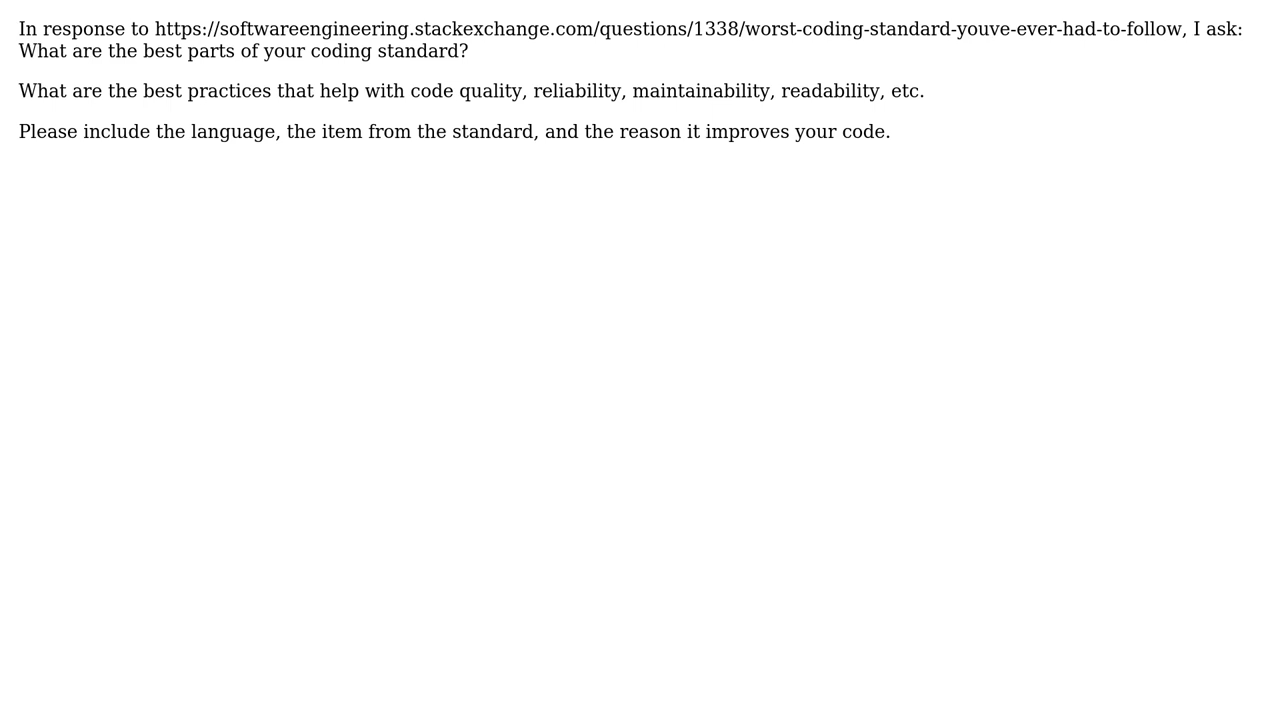 In response to https://softwareengineering.stackexchange.com/questions/1338/worst-coding-standard-youve-ever-had-to-follow, I ask:
What are the best parts of your coding standard?
What are the best practices that help with code quality, reliability, maintainability, readability, etc.
Please include the language, the item from the standard, and the reason it improves your code.